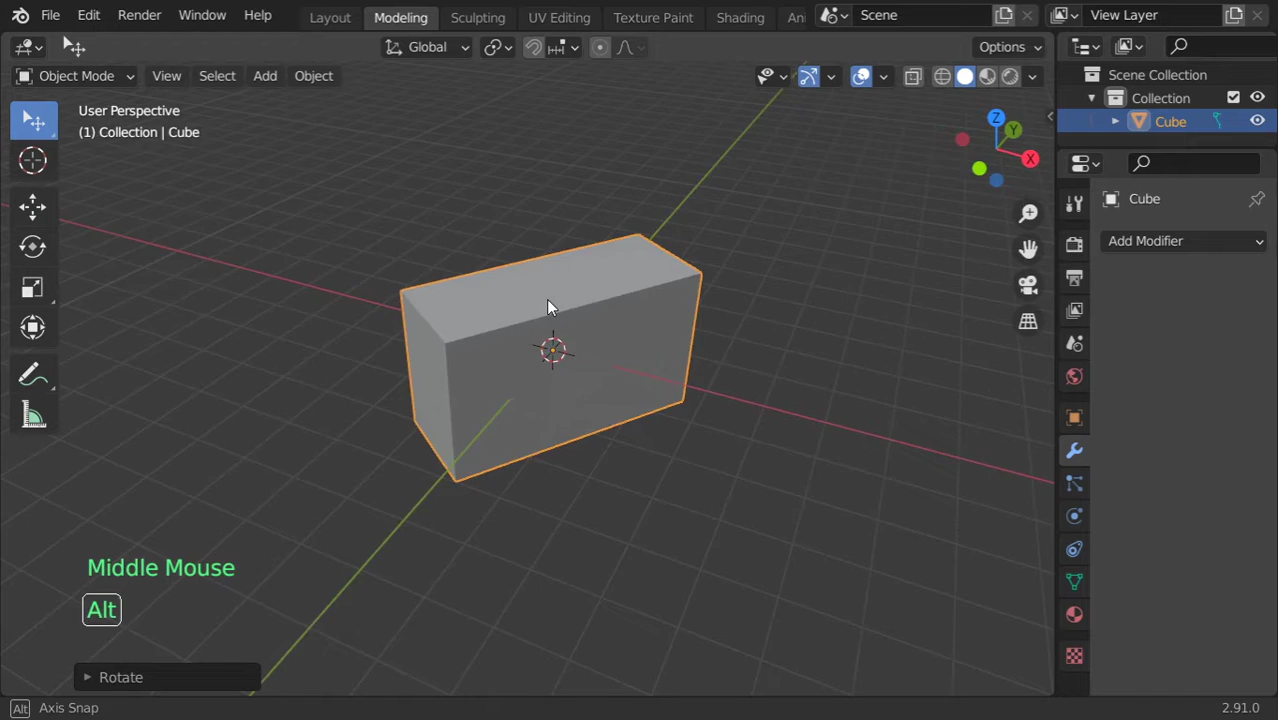 File Edit Render Window Help Layout Modeling Sculpting UV Editing Texture Paint Shading An Scene View Layer
Global Options
Object Mode View Select Add Object
Scene Collection
Collection
Cube
User Perspective
(1) Collection | Cube
Z
Y
X
Cube
Add Modifier
Middle Mouse
Alt
Rotate
Alt Axis Snap 2.91.0